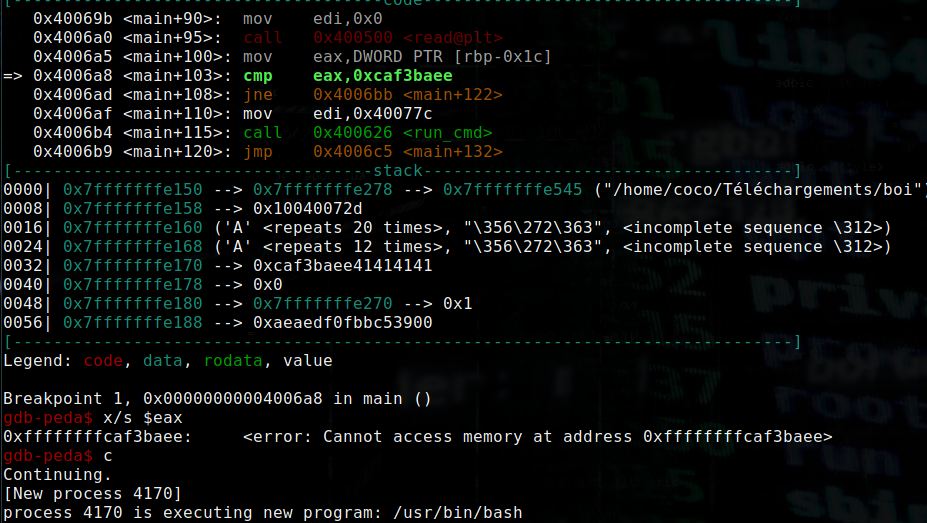 [-------------------------------------code-------------------------------------]
   0x40069b <main+90>:	mov    edi,0x0
   0x4006a0 <main+95>:	call   0x400500 <read@plt>
   0x4006a5 <main+100>:	mov    eax,DWORD PTR [rbp-0x1c]
=> 0x4006a8 <main+103>:	cmp    eax,0xcaf3baee
   0x4006ad <main+108>:	jne    0x4006bb <main+122>
   0x4006af <main+110>:	mov    edi,0x40077c
   0x4006b4 <main+115>:	call   0x400626 <run_cmd>
   0x4006b9 <main+120>:	jmp    0x4006c5 <main+132>
[------------------------------------stack-------------------------------------]
0000| 0x7fffffffe150 --> 0x7fffffffe278 --> 0x7fffffffe545 ("/home/coco/Téléchargements/boi")
0008| 0x7fffffffe158 --> 0x10040072d
0016| 0x7fffffffe160 ('A' <repeats 20 times>, "\356\272\363", <incomplete sequence \312>)
0024| 0x7fffffffe168 ('A' <repeats 12 times>, "\356\272\363", <incomplete sequence \312>)
0032| 0x7fffffffe170 --> 0xcaf3baee41414141
0040| 0x7fffffffe178 --> 0x0
0048| 0x7fffffffe180 --> 0x7fffffffe270 --> 0x1
0056| 0x7fffffffe188 --> 0xaeaedf0fbbc53900
[------------------------------------------------------------------------------]
Legend: code, data, rodata, value
Breakpoint 1, 0x00000000004006a8 in main ()
gdb-peda$ x/s $eax
0xffffffffcaf3baee:	<error: Cannot access memory at address 0xffffffffcaf3baee>
gdb-peda$ c
Continuing.
[New process 4170]
process 4170 is executing new program: /usr/bin/bash